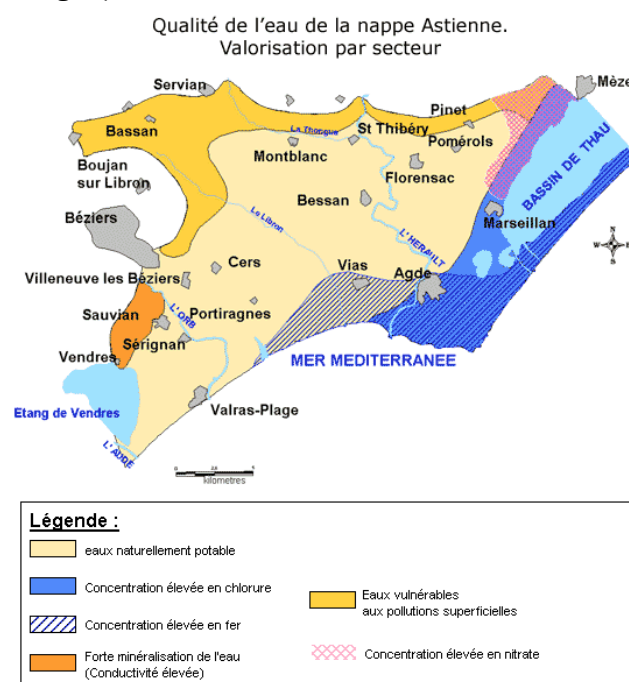 Qualité de l'eau de la nappe Astienne.
Valorisation par secteur
Mèze
Servian
Pinet
Bassan
La Thongue
St Thibéry
Pomérols
Montblanc
Boujan
sur Libron
Florensac
BASSIN DE THAU
Bessan
Béziers
Marseillan
Le Libron
L'HERAULT
N
W
E
S
Cers
Vias
Agde
Villeneuve les Béziers
L'ORB
Portiragnes
Sauvian
Sérignan
Vendres
MER MEDITERRANEE
Etang de Vendres
Valras-Plage
L'AUDE
kilometres
Légende :
eaux naturellement potable
Concentration élevée en chlorure
Eaux vulnérables
aux pollutions superficielles
Concentration élevée en fer
Forte minéralisation de l'eau
(Conductivité élevée)
Concentration élevée en nitrate